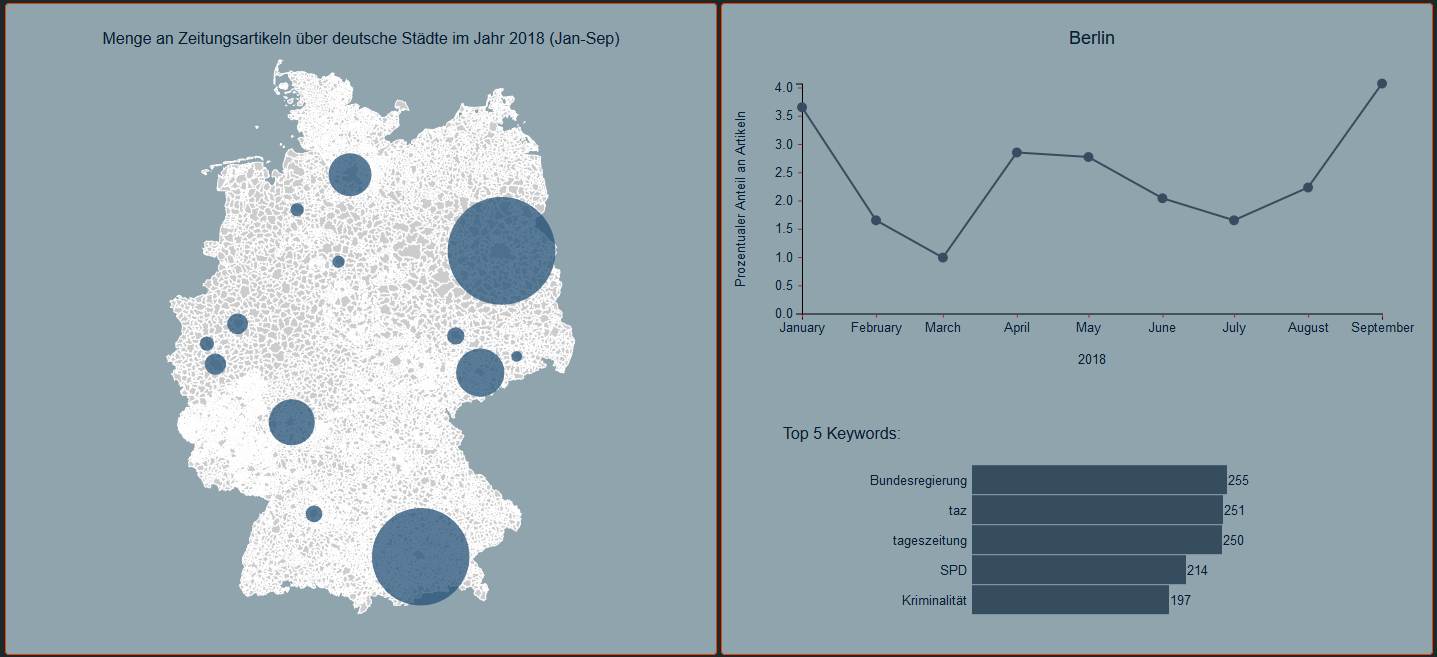 Menge an Zeitungsartikeln über deutsche Städte im Jahr 2018 (Jan-Sep)
Berlin
Prozentualer Anteil an Artikeln
4.0
3.5
3.0
2.5
2.0
1.5
1.0
0.5
0.0
January February March April May June July August September
2018
Top 5 Keywords:
Bundesregierung 255
taz 251
tageszeitung 250
SPD 214
Kriminalität 197